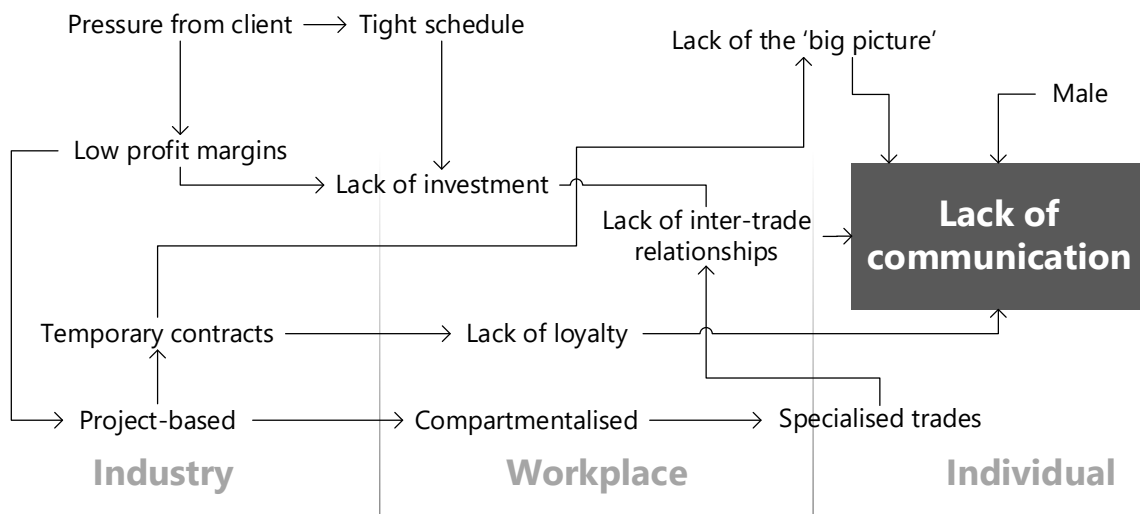 Pressure from client
Tight schedule
Lack of the ‘big picture’
Male
Low profit margins
Lack of investment
Lack of inter-trade
relationships
Lack of
communication
Temporary contracts
Lack of loyalty
Project-based
Compartmentalised
Specialised trades
Industry
Workplace
Individual